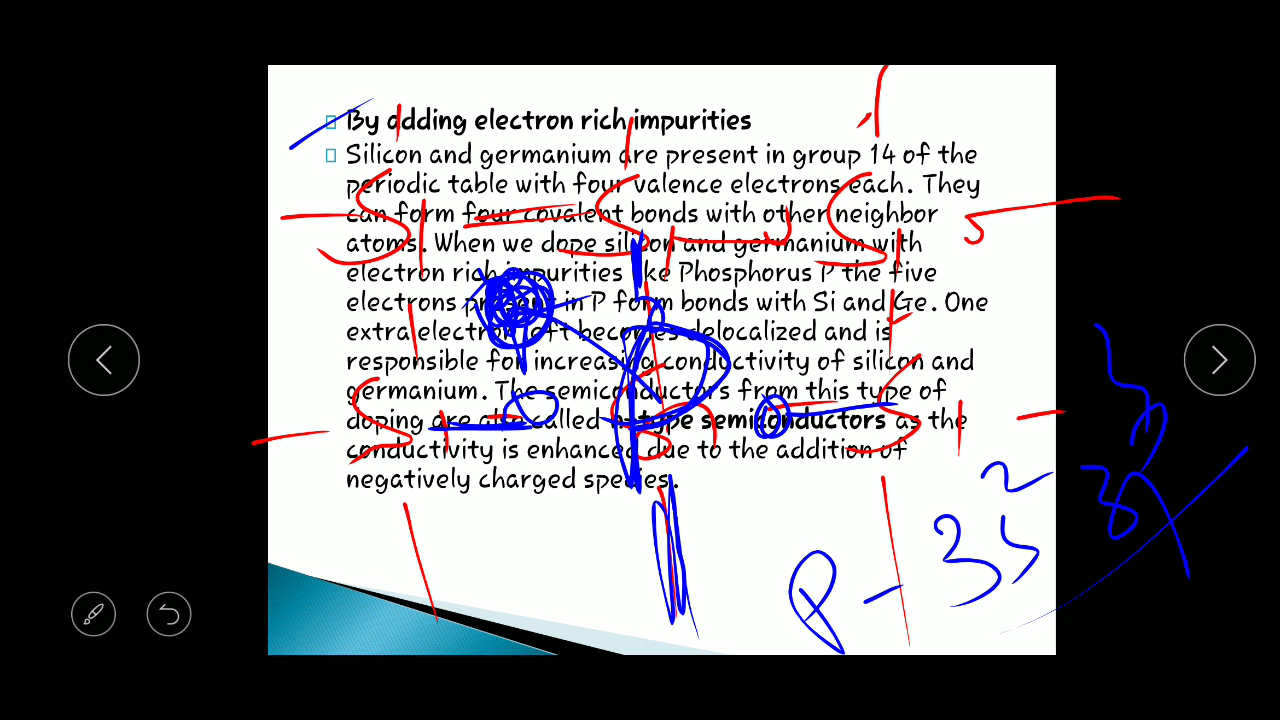 By adding electron rich impurities
Silicon and germanium are present in group 14 of the
periodic table with four valence electrons each. They
can form four covalent bonds with other neighbor
atoms. When we dope silicon and germanium with
electron rich impurities like Phosphorus P the five
electrons present in P form bonds with Si and Ge. One
extra electron left becomes delocalized and is
responsible for increasing conductivity of silicon and
germanium. The semiconductors from this type of
doping are also called n-type semiconductors as the
conductivity is enhanced due to the addition of
negatively charged species.